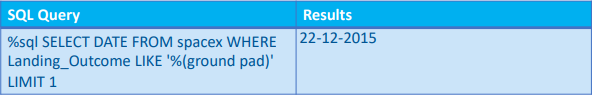 SQL Query Results
%sql SELECT DATE FROM spacex WHERE 22-12-2015
Landing_Outcome LIKE '%(ground pad)'
LIMIT 1